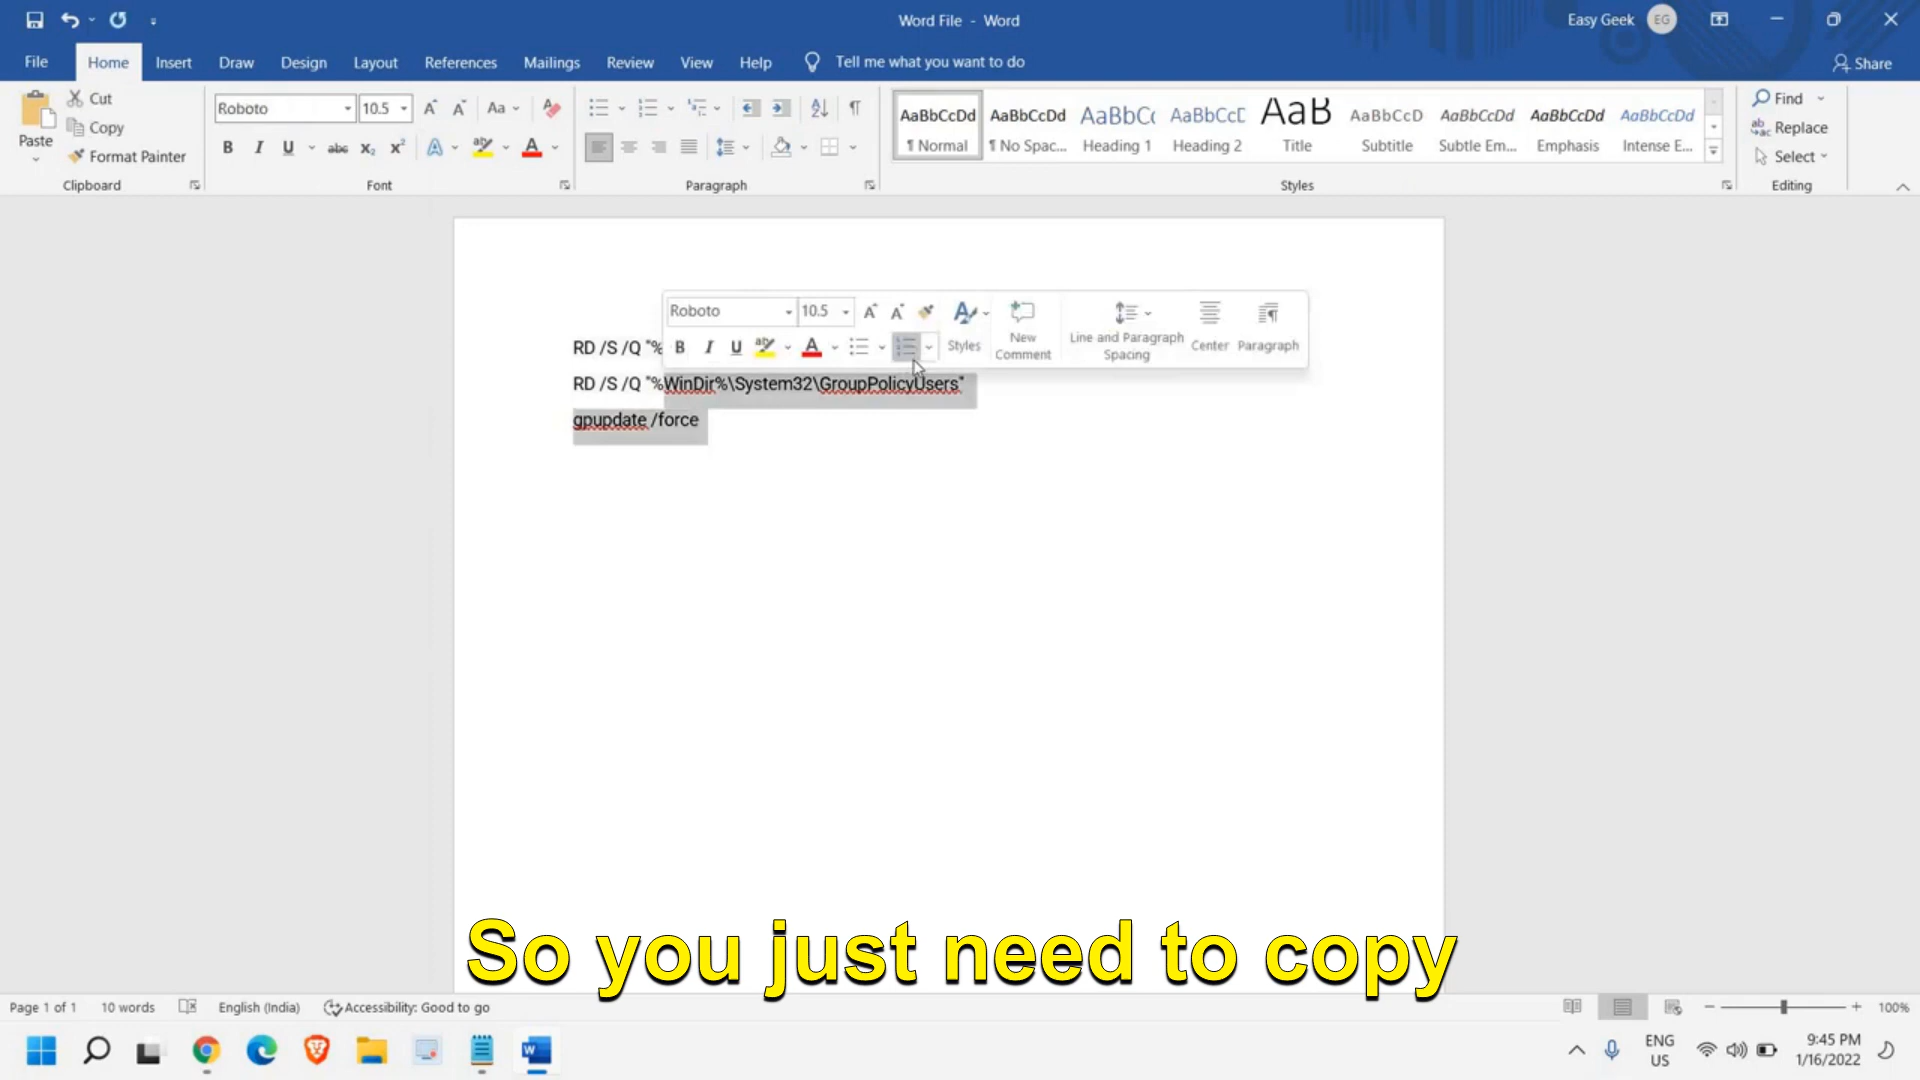 Word File - Word
Easy Geek
EG
File Home Insert Draw Design Layout References Mailings Review View Help Tell me what you want to do
Share
Paste
Cut
Copy
Format Painter
Clipboard
Roboto 10.5
Aa
B I U abc x₂ x²
A
Font
Paragraph
AaBbCcDd AaBbCcDd AaBbCc AaBbCcD AaB AaBbCcD AaBbCcDd AaBbCcDd AaBbCcDd
¶ Normal ¶ No Spac... Heading 1 Heading 2 Title Subtitle Subtle Em... Emphasis Intense E...
Styles
Find
Replace
Select
Editing
Roboto 10.5
B I U
Styles
New Comment
Line and Paragraph Spacing
Center
Paragraph
RD /S /Q "%
RD /S /Q "%WinDir%\System32\GroupPolicyUsers"
gpupdate /force
So you just need to copy
Page 1 of 1 10 words English (India) Accessibility: Good to go
100%
ENG
US
9:45 PM
1/16/2022